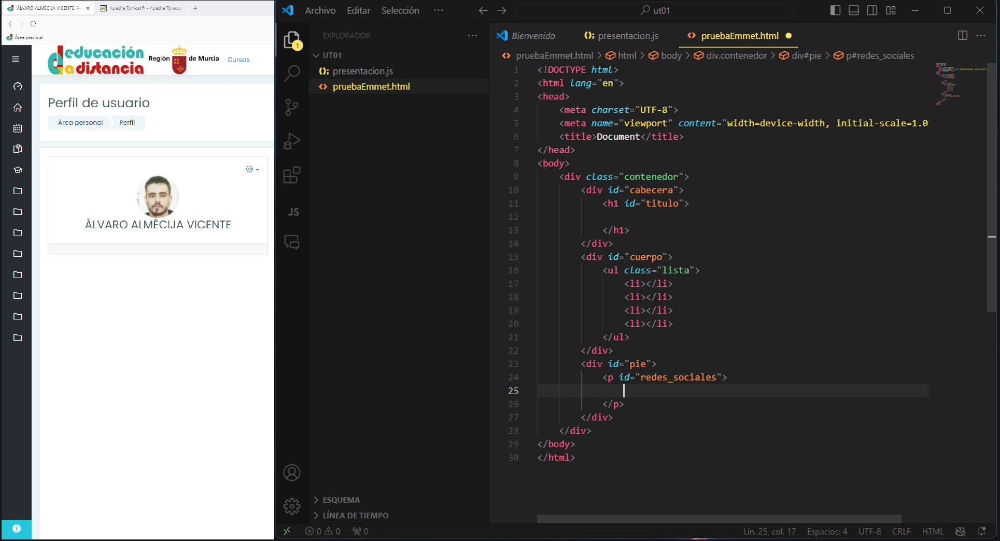 ÁLVARO ALMÉCIJA VICENTE: Pe
Apache Tomcat® - Apache Tomcat
Área personal
educación
a distancia
Región de Murcia
Cursos
Perfil de usuario
Área personal
Perfil
ÁLVARO ALMÉCIJA VICENTE
Archivo Editar Selección ···
ut01
EXPLORADOR ···
UT01
presentacion.js
pruebaEmmet.html
1
JS
ESQUEMA
LÍNEA DE TIEMPO
Bienvenido
presentacion.js
pruebaEmmet.html
pruebaEmmet.html > html > body > div.contenedor > div#pie > p#redes_sociales
1 <!DOCTYPE html>
2 <html lang="en">
3 <head>
4 <meta charset="UTF-8">
5 <meta name="viewport" content="width=device-width, initial-scale=1.0"
6 <title>Document</title>
7 </head>
8 <body>
9 <div class="contenedor">
10 <div id="cabecera">
11 <h1 id="titulo">
12
13 </h1>
14 </div>
15 <div id="cuerpo">
16 <ul class="lista">
17 <li></li>
18 <li></li>
19 <li></li>
20 <li></li>
21 </ul>
22 </div>
23 <div id="pie">
24 <p id="redes_sociales">
25
26 </p>
27 </div>
28 </div>
29 </body>
30 </html>
0 0 0
Lín. 25, col. 17 Espacios: 4 UTF-8 CRLF HTML